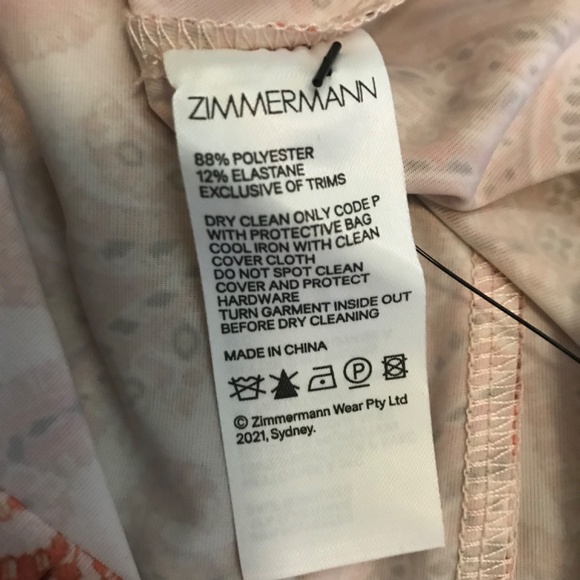 ZIMMERMANN
88% POLYESTER
12% ELASTANE
EXCLUSIVE OF TRIMS
DRY CLEAN ONLY CODE P
WITH PROTECTIVE BAG
COOL IRON WITH CLEAN
COVER CLOTH
DO NOT SPOT CLEAN
COVER AND PROTECT
HARDWARE
TURN GARMENT INSIDE OUT
BEFORE DRY CLEANING
MADE IN CHINA
P
© Zimmermann Wear Pty Ltd
2021, Sydney.